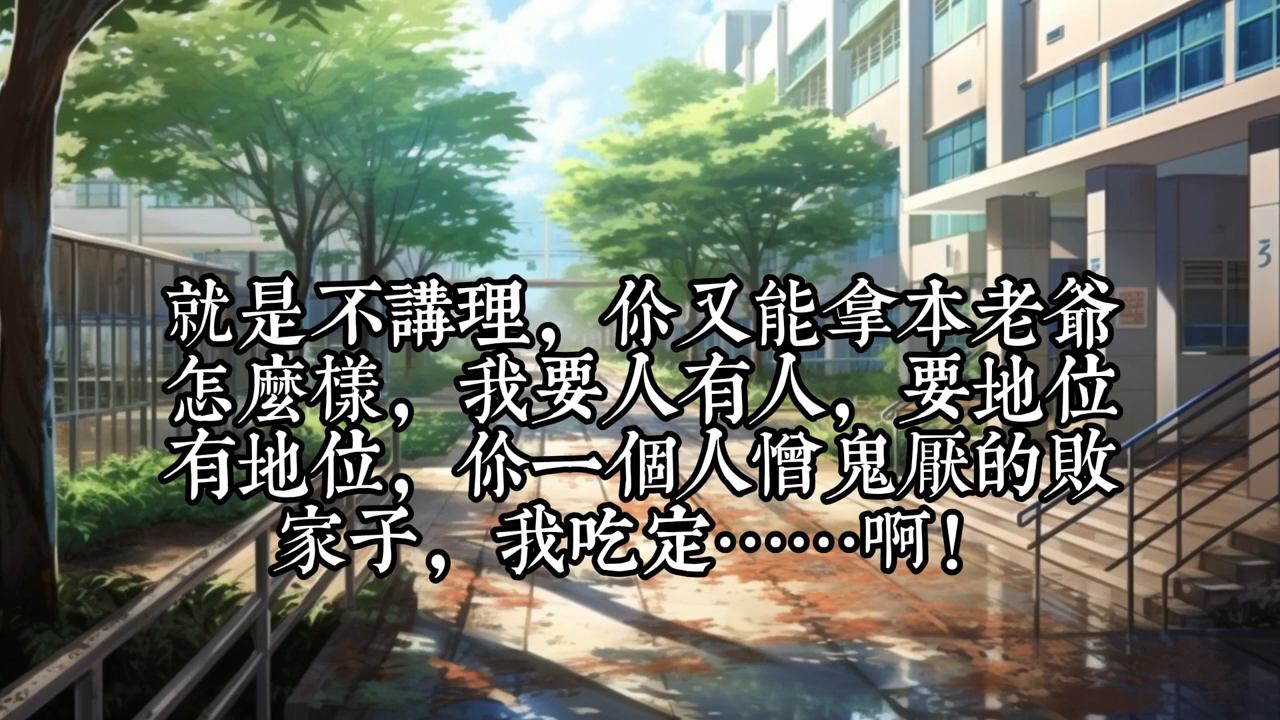 就是不講理，你又能拿本老爺
怎麼樣，我要人有人，要地位
有地位，你一個人憎鬼厭的敗
家子，我吃定……啊！
3